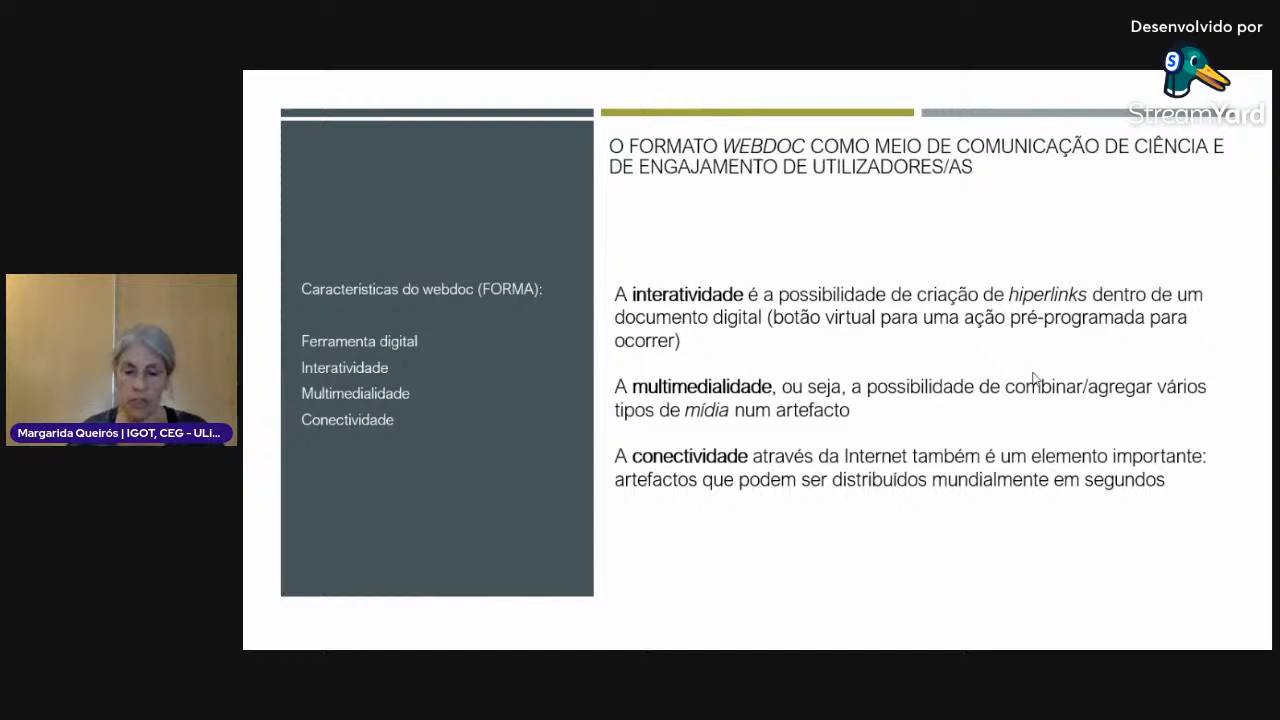 Desenvolvido por
S
StreamYard
O FORMATO WEBDOC COMO MEIO DE COMUNICAÇÃO DE CIÊNCIA E
DE ENGAJAMENTO DE UTILIZADORES/AS
Características do webdoc (FORMA):
Ferramenta digital
Interatividade
Multimedialidade
Conectividade
A interatividade é a possibilidade de criação de hiperlinks dentro de um
documento digital (botão virtual para uma ação pré-programada para
ocorrer)
A multimedialidade, ou seja, a possibilidade de combinar/agregar vários
tipos de mídia num artefacto
A conectividade através da Internet também é um elemento importante:
artefactos que podem ser distribuídos mundialmente em segundos
Margarida Queirós | IGOT, CEG - ULi...